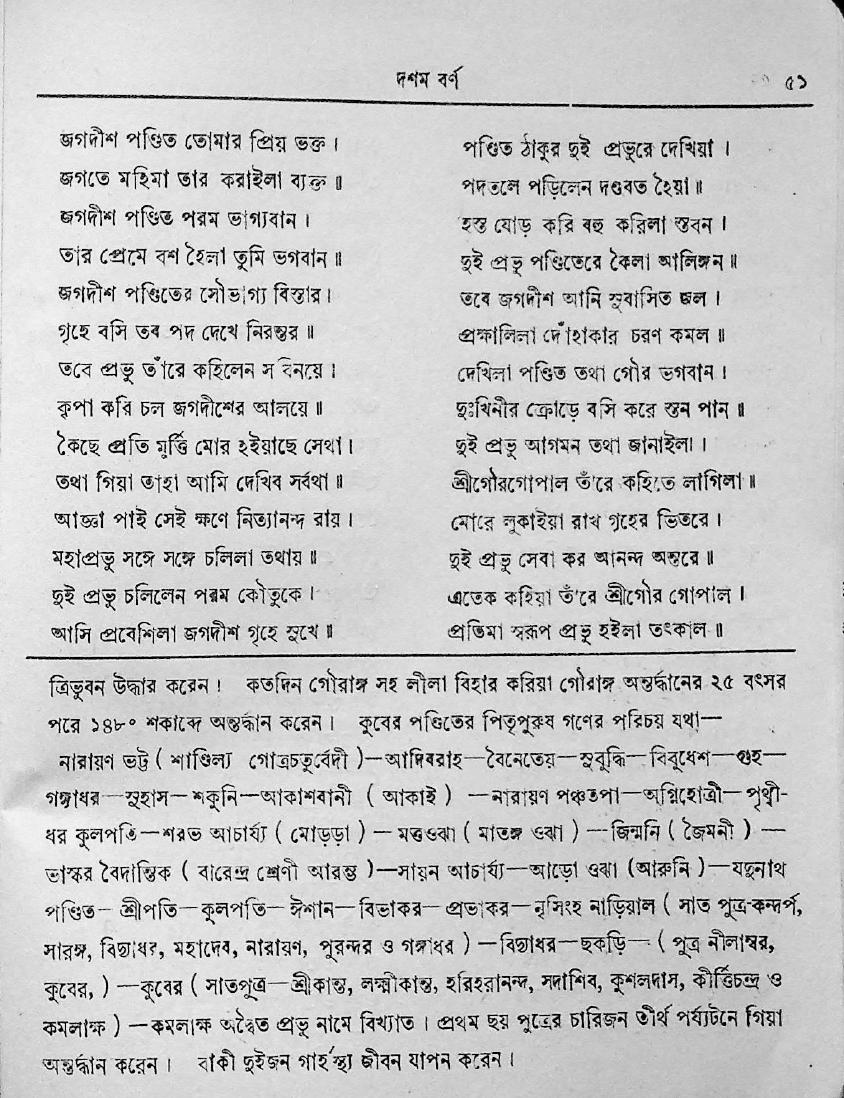 দশম বর্ণ ৫১
জগদীশ পণ্ডিত তোমার প্রিয় ভক্ত ।
জগতে মহিমা তার করাইলা ব্যক্ত ॥
জগদীশ পণ্ডিত পরম ভাগ্যবান ।
তার প্রেমে বশ হৈলা তুমি ভগবান ॥
জগদীশ পণ্ডিতের সৌভাগ্য বিস্তার ।
গৃহে বসি তব পদ দেখে নিরন্তর ॥
তবে প্রভু তাঁরে কহিলেন সবিনয়ে ।
কৃপা করি চল জগদীশের আলয়ে ॥
কৈছে প্রতি মূর্ত্তি মোর হইয়াছে সেথা ।
তথা গিয়া তাহা আমি দেখিব সর্বথা ॥
আজ্ঞা পাই সেই ক্ষণে নিত্যানন্দ রায় ।
মহাপ্রভু সঙ্গে সঙ্গে চলিলা তথায় ॥
দুই প্রভু চলিলেন পরম কৌতুকে ।
আসি প্রবেশিলা জগদীশ গৃহে সুখে ॥
পণ্ডিত ঠাকুর দুই প্রভুরে দেখিয়া ।
পদতলে পড়িলেন দণ্ডবত হৈয়া ॥
হস্ত যোড় করি বহু করিলা স্তবন ।
দুই প্রভু পণ্ডিতেরে কৈলা আলিঙ্গন ॥
তবে জগদীশ আনি সুবাসিত জল ।
প্রক্ষালিলা দোঁহাকার চরণ কমল ॥
দেখিলা পণ্ডিত তথা গৌর ভগবান ।
দুঃখিনীর ক্রোড়ে বসি করে স্তন পান ॥
দুই প্রভু আগমন তথা জানাইলা ।
শ্রীগৌরগোপাল তাঁরে কহিতে লাগিলা ॥
মোরে লুকাইয়া রাখ গৃহের ভিতরে ।
দুই প্রভু সেবা কর আনন্দ অন্তরে ॥
এতেক কহিয়া তাঁরে শ্রীগৌর গোপাল ।
প্রতিমা স্বরূপ প্রভু হইলা তৎকাল ॥
ত্রিভুবন উদ্ধার করেন । কতদিন গৌরাঙ্গ সহ লীলা বিহার করিয়া গৌরাঙ্গ অন্তর্দ্ধানের ২৫ বৎসর
পরে ১৪৮০ শকাব্দে অন্তর্দ্ধান করেন । কুবের পণ্ডিতের পিতৃপুরুষ গণের পরিচয় যথা—
নারায়ণ ভট্ট ( শাণ্ডিল্য গোত্রচতুর্বেদী )—আদিবরাহ—বৈনেতেয়—সুবুদ্ধি—বিবুধেশ—গুহ—
গঙ্গাধর—সুহাস—শকুনি—আকাশবানী ( আকাই ) —নারায়ণ পঞ্চতপা—অগ্নিহোত্রী—পৃথ্বী-
ধর কুলপতি—শরভ আচার্য্য ( মোড়ড়া ) — মত্তওঝা ( মাতঙ্গ ওঝা ) —জিন্মনি ( জৈমনী ) —
ভাস্কর বৈদান্তিক ( বারেন্দ্র শ্রেণী আরম্ভ )—সায়ন আচার্য্য—আড়ো ওঝা (আরুনি )—যদুনাথ
পণ্ডিত— শ্রীপতি—কুলপতি—ঈশান—বিভাকর—প্রভাকর—নৃসিংহ নাড়িয়াল ( সাত পুত্র-কন্দর্প,
সারঙ্গ, বিদ্যাধর, মহাদেব, নারায়ণ, পুরন্দর ও গঙ্গাধর ) —বিদ্যাধর—ছকড়ি—( পুত্র নীলাম্বর,
কুবের, ) —কুবের ( সাতপুত্র—শ্রীকান্ত, লক্ষ্মীকান্ত, হরিহরানন্দ, সদাশিব, কুশলদাস, কীর্ত্তিচন্দ্র ও
কমলাক্ষ ) —কমলাক্ষ অদ্বৈত প্রভু নামে বিখ্যাত । প্রথম ছয় পুত্রের চারিজন তীর্থ পর্য্যটনে গিয়া
অন্তর্দ্ধান করেন । বাকী দুইজন গার্হস্থ্য জীবন যাপন করেন ।